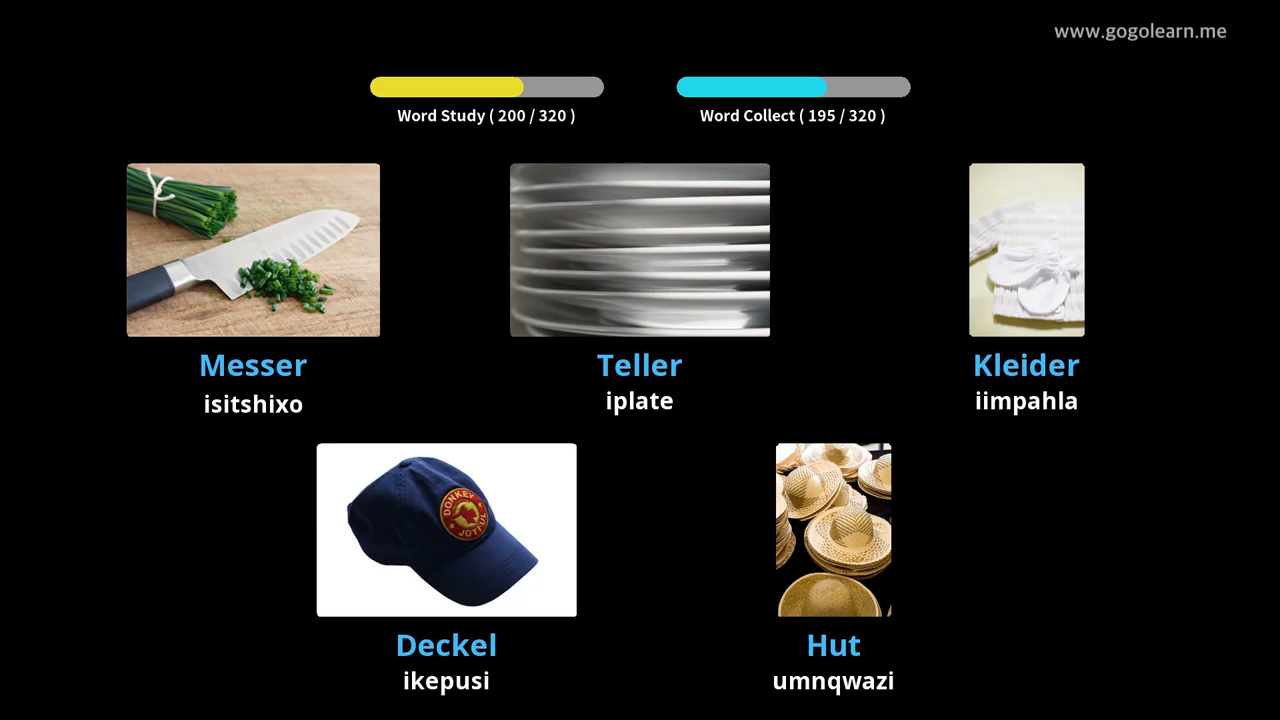 www.gogolearn.me
Word Study ( 200 / 320 )
Word Collect ( 195 / 320 )
Messer
isitshixo
Teller
iplate
Kleider
iimpahla
DONKEY
JOYFUL
Deckel
ikepusi
Hut
umnqwazi